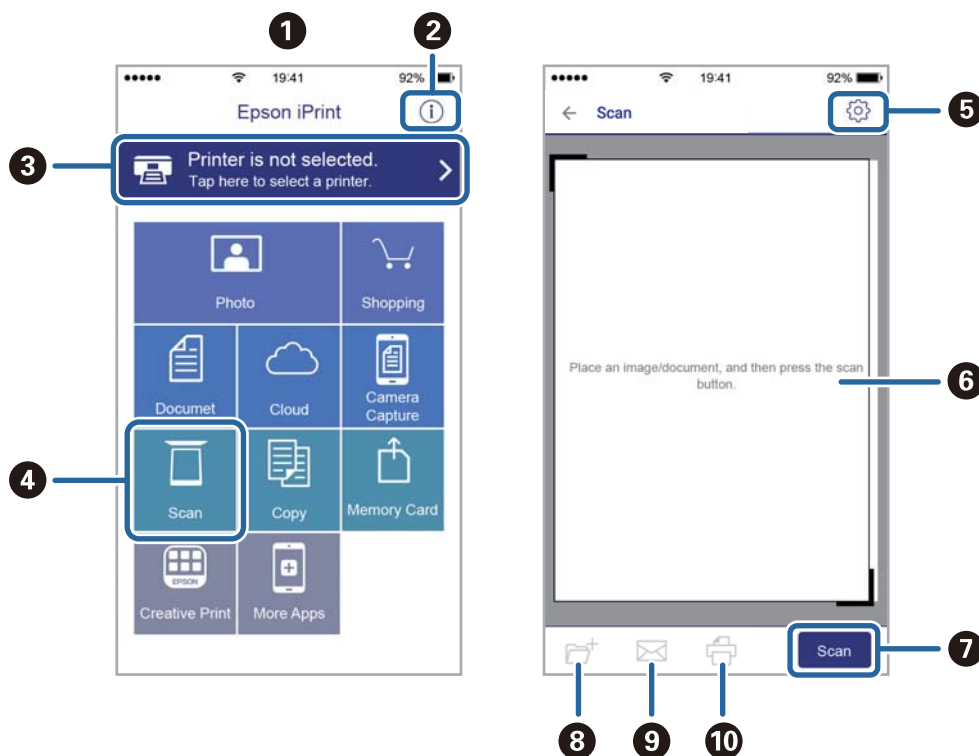 1
2
19:41
92%
Epson iPrint
3
Printer is not selected.
Tap here to select a printer.
Photo
Shopping
Documet
Cloud
Camera
Capture
4
Scan
Copy
Memory Card
EPSON
Creative Print
More Apps
19:41
92%
Scan
5
Place an image/document, and then press the scan
button.
6
Scan
7
8
9
10